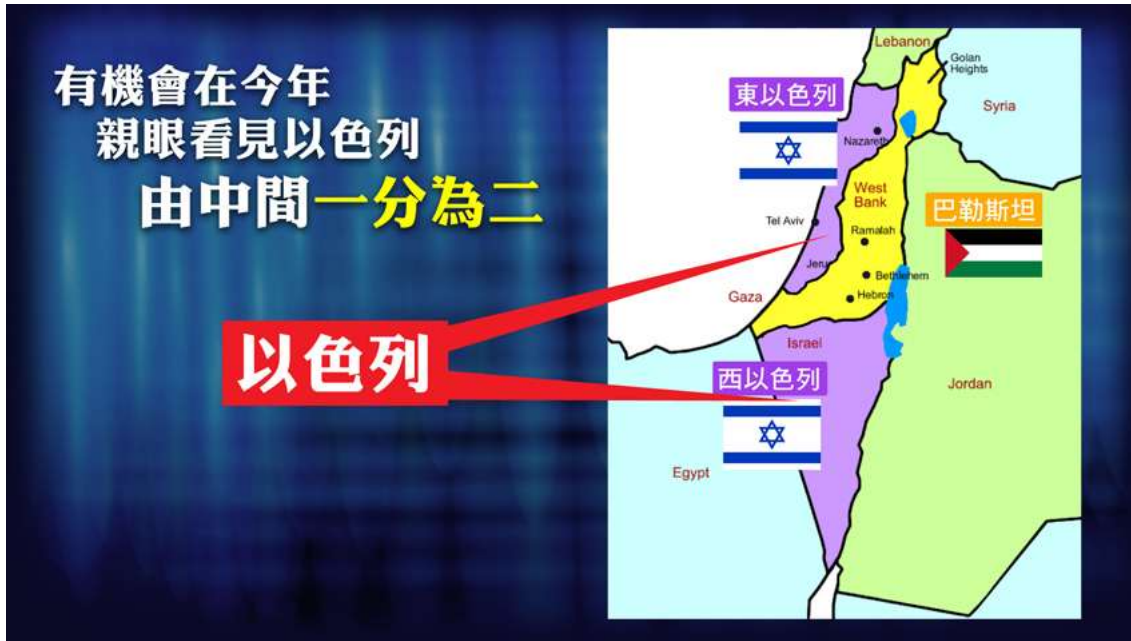 有機會在今年
親眼看見以色列
由中間一分為二
以色列
Lebanon
Golan
Heights
東以色列
Syria
Nazareth
West
Bank
巴勒斯坦
Tel Aviv
Ramalah
Jeru
Bethlehem
Gaza
Hebron
Israel
西以色列
Jordan
Egypt